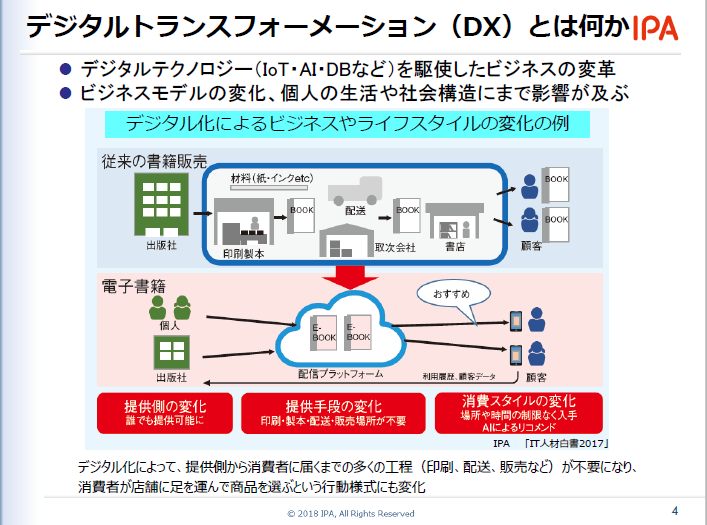 デジタルトランスフォーメーション（DX）とは何か
IPA
● デジタルテクノロジー（IoT・AI・DBなど）を駆使したビジネスの変革
● ビジネスモデルの変化、個人の生活や社会構造にまで影響が及ぶ
デジタル化によるビジネスやライフスタイルの変化の例
従来の書籍販売
材料（紙・インクetc）
BOOK
配送
BOOK
BOOK
BOOK
出版社
印刷製本
取次会社
書店
顧客
電子書籍
おすすめ
個人
E-BOOK
E-BOOK
出版社
配信プラットフォーム
利用履歴、顧客データ
顧客
提供側の変化
誰でも提供可能に
提供手段の変化
印刷・製本・配送・販売場所が不要
消費スタイルの変化
場所や時間の制限なく入手
AIによるリコメンド
IPA 「IT人材白書2017」
デジタル化によって、提供側から消費者に届くまでの多くの工程（印刷、配送、販売など）が不要になり、
消費者が店舗に足を運んで商品を選ぶという行動様式にも変化
© 2018 IPA, All Rights Reserved
4